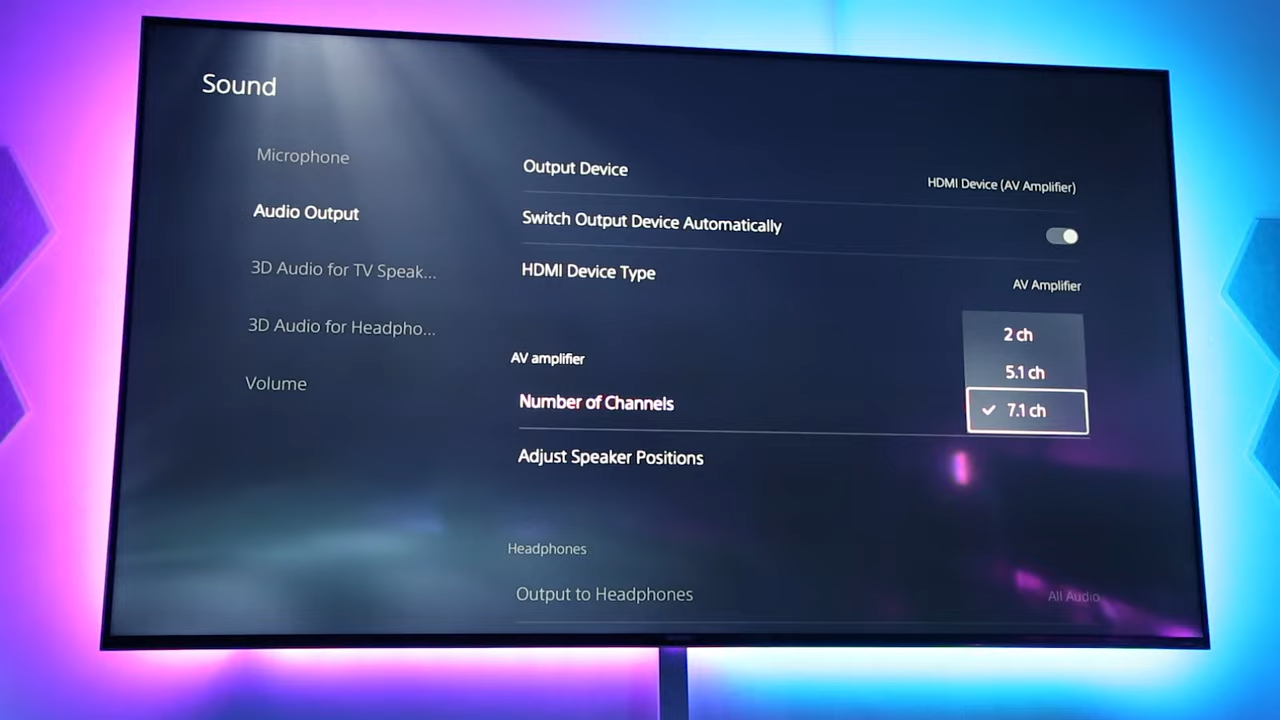 Sound
Microphone
Audio Output
3D Audio for TV Speak...
3D Audio for Headpho...
Volume
Output Device
HDMI Device (AV Amplifier)
Switch Output Device Automatically
HDMI Device Type
AV Amplifier
AV amplifier
Number of Channels
2 ch
5.1 ch
7.1 ch
Adjust Speaker Positions
Headphones
Output to Headphones
All Audio